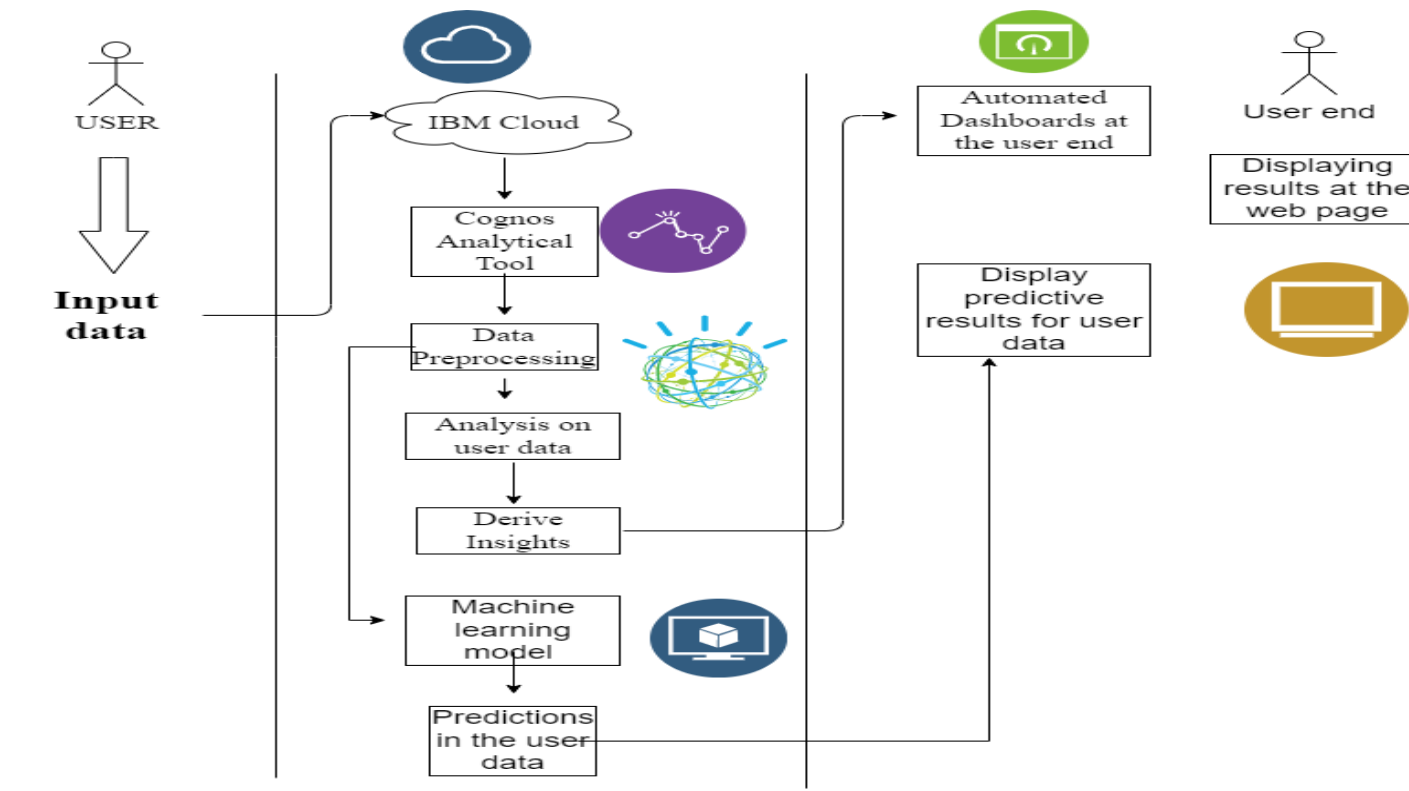 USER
Input
data
IBM Cloud
Cognos
Analytical
Tool
Data
Preprocessing
Analysis on
user data
Derive
Insights
Machine
learning
model
Predictions
in the user
data
Automated
Dashboards at
the user end
Display
predictive
results for user
data
User end
Displaying
results at the
web page